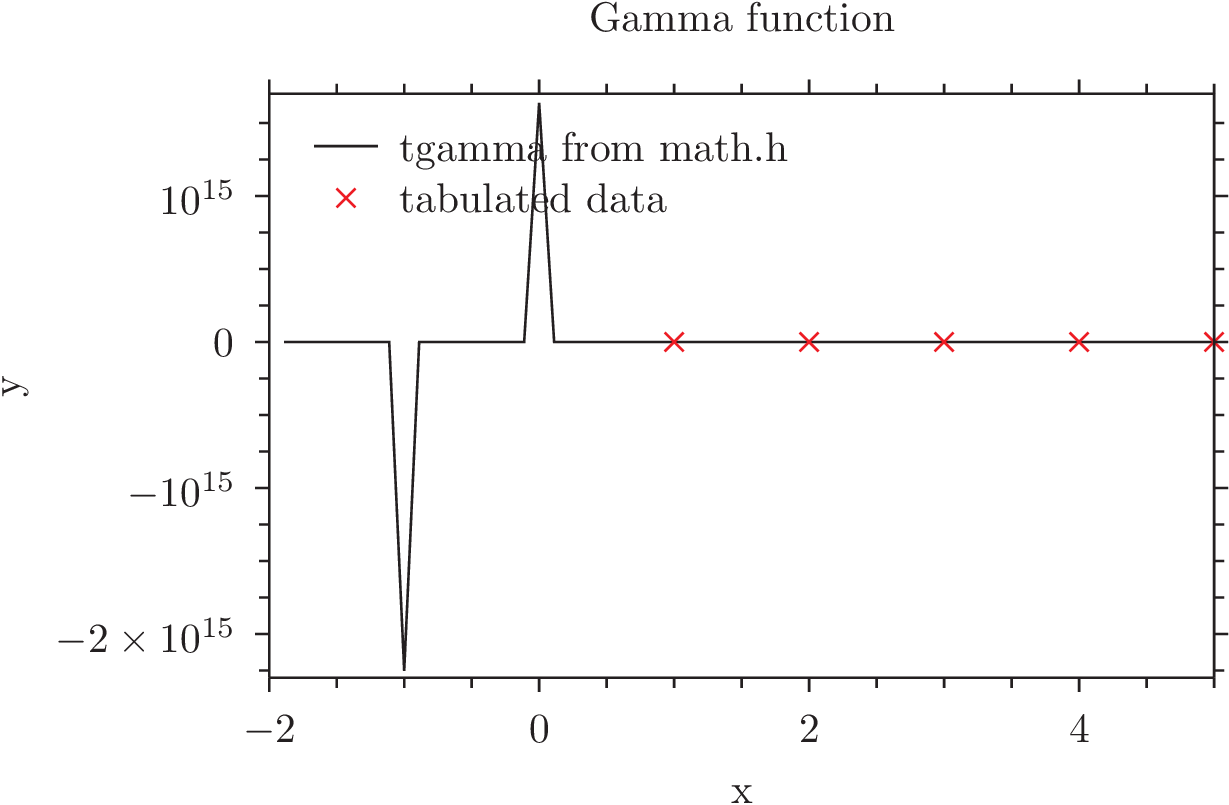 Gamma function
tgamma from math.h
tabulated data
10^15
0
−10^15
−2 × 10^15
y
−2 0 2 4
x